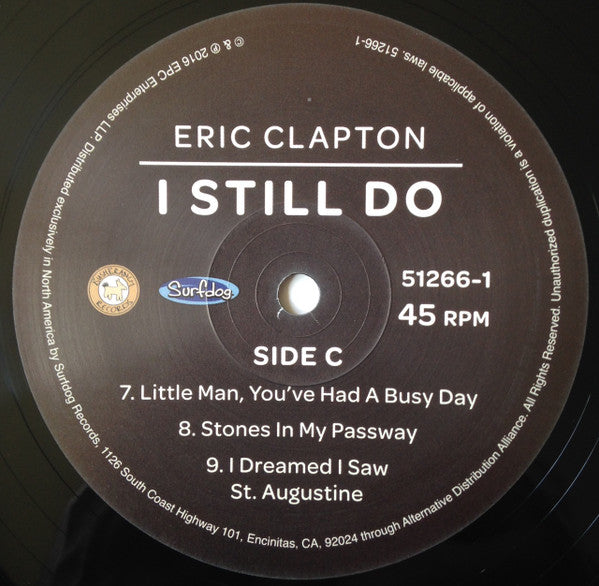 ERIC CLAPTON
I STILL DO
Surfdog
51266-1
45 RPM
SIDE C
7. Little Man, You've Had A Busy Day
8. Stones In My Passway
9. I Dreamed I Saw
St. Augustine
© & ℗ 2016 EPC Enterprises LLP. Distributed exclusively in North America by Surfdog Records, 1126 South Coast Highway 101, Encinitas, CA, 92024 through Alternative Distribution Alliance. All Rights Reserved. Unauthorized duplication is a violation of applicable laws. 51266-1